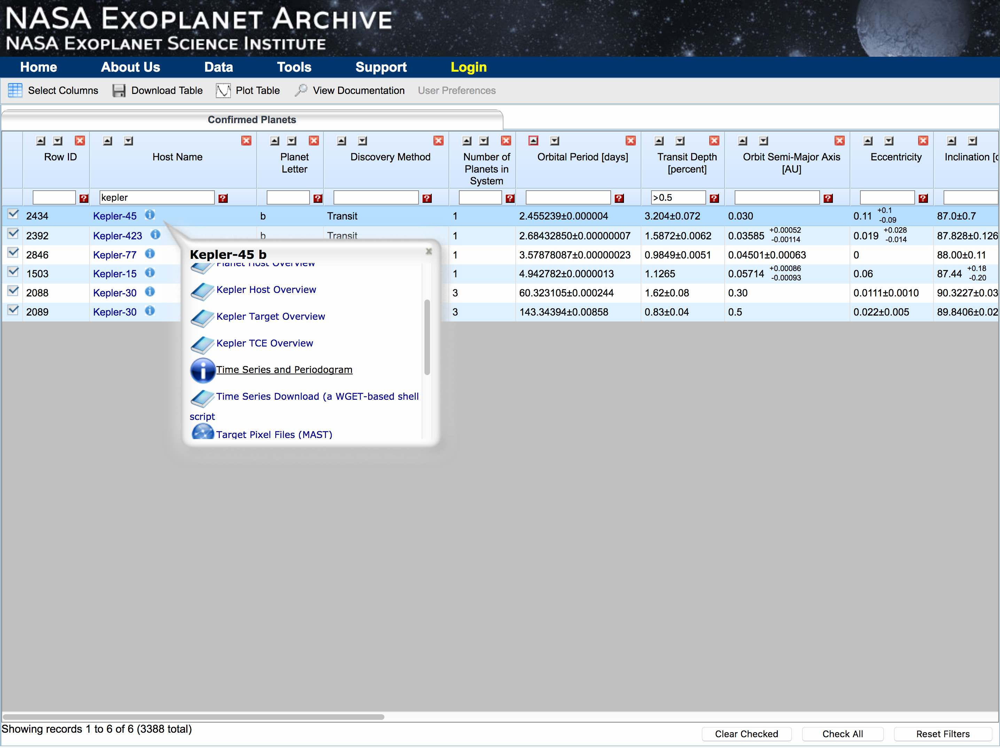 NASA EXOPLANET ARCHIVE
NASA EXOPLANET SCIENCE INSTITUTE
Home About Us Data Tools Support Login
Select Columns Download Table Plot Table View Documentation User Preferences
Confirmed Planets
Row ID Host Name Planet Letter Discovery Method Number of Planets in System Orbital Period [days] Transit Depth [percent] Orbit Semi-Major Axis [AU] Eccentricity Inclination [
kepler >0.5
2434 Kepler-45 b Transit 1 2.455239±0.000004 3.204±0.072 0.030 0.11 +0.1 -0.09 87.0±0.7
2392 Kepler-423 b Transit 1 2.68432850±0.00000007 1.5872±0.0062 0.03585 +0.00052 -0.00114 0.019 +0.028 -0.014 87.828±0.126
2846 Kepler-77 1 3.57878087±0.00000023 0.9849±0.0051 0.04501±0.00063 0 88.00±0.11
1503 Kepler-15 1 4.942782±0.0000013 1.1265 0.05714 +0.00086 -0.00093 0.06 87.44 +0.18 -0.20
2088 Kepler-30 3 60.323105±0.000244 1.62±0.08 0.30 0.0111±0.0010 90.3227±0.03
2089 Kepler-30 3 143.34394±0.00858 0.83±0.04 0.5 0.022±0.005 89.8406±0.02
Kepler-45 b
Planet Host Overview
Kepler Host Overview
Kepler Target Overview
Kepler TCE Overview
Time Series and Periodogram
Time Series Download (a WGET-based shell
script
Target Pixel Files (MAST)
Showing records 1 to 6 of 6 (3388 total)
Clear Checked Check All Reset Filters